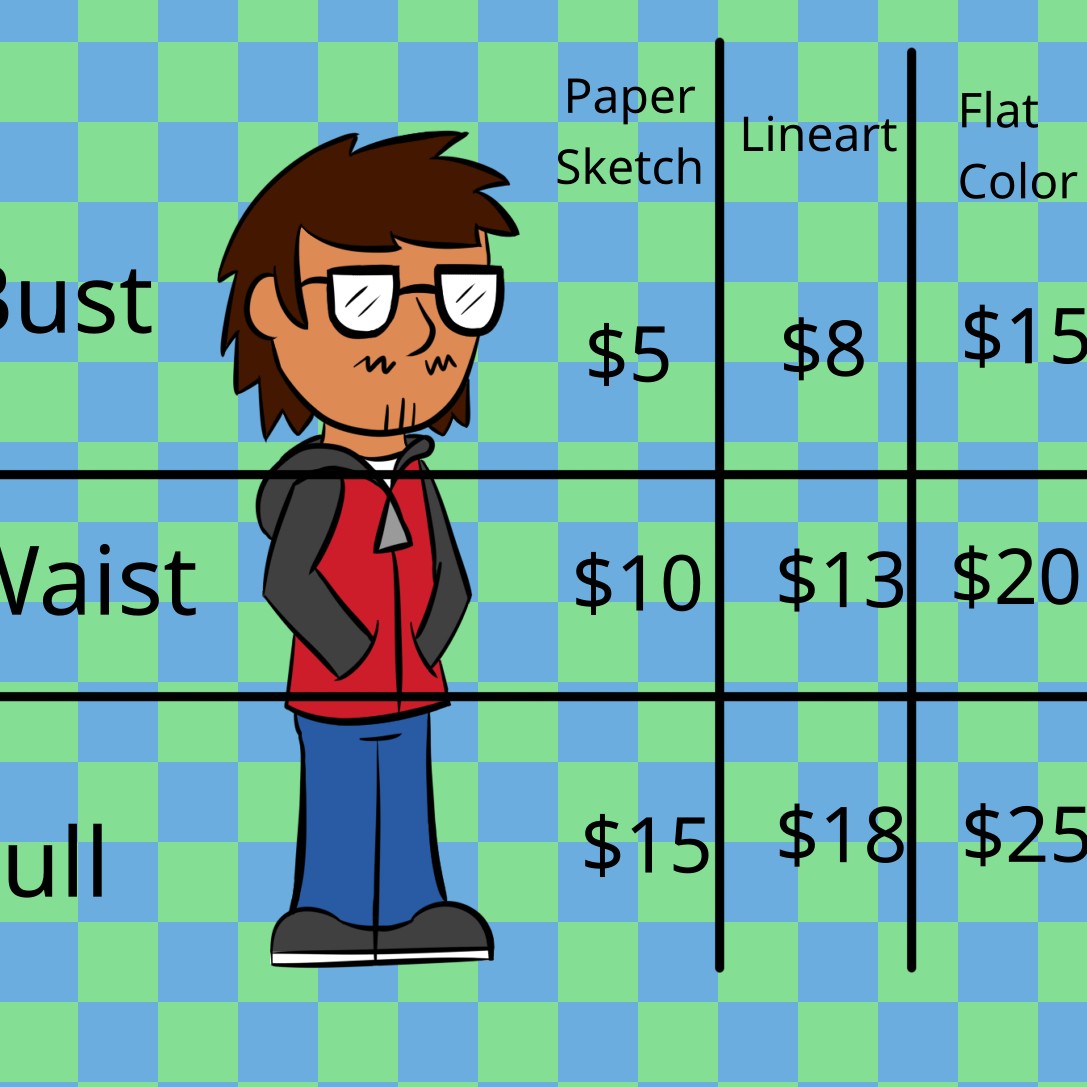 Paper
Sketch
Lineart
Flat
Color
Bust
$5
$8
$15
Waist
$10
$13
$20
ull
$15
$18
$25